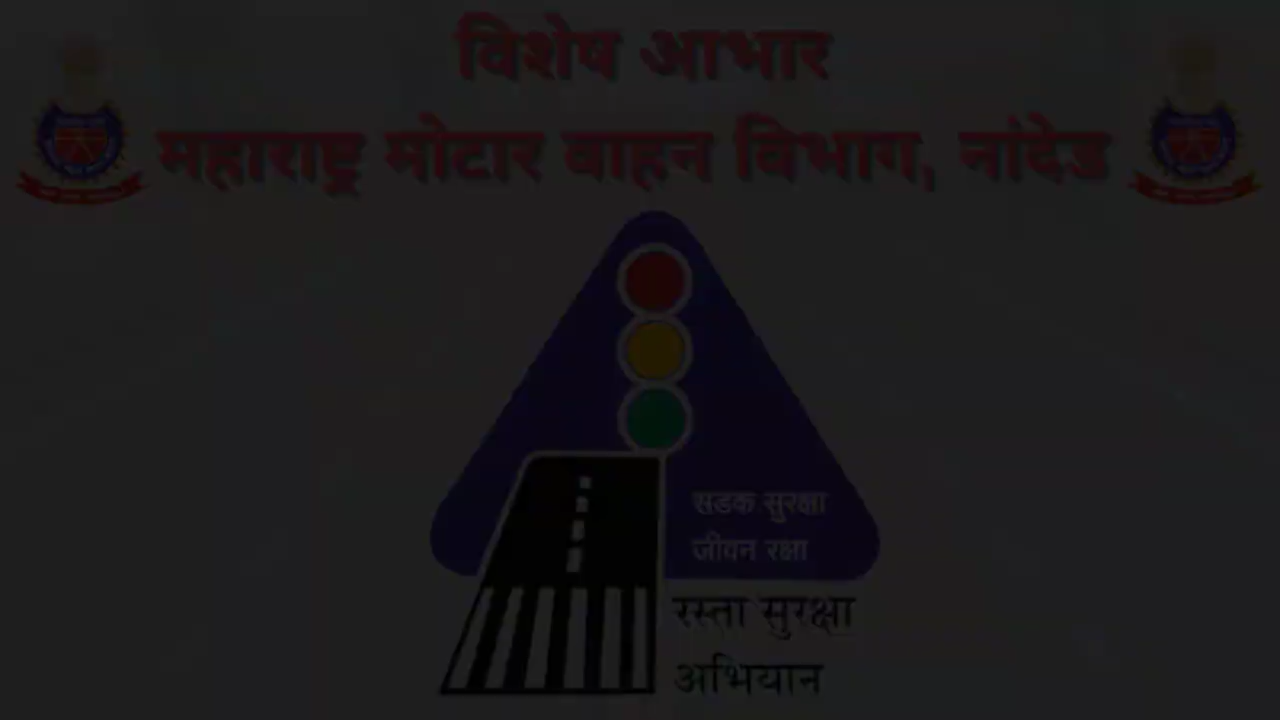 विशेष आभार
महाराष्ट्र मोटार वाहन विभाग, नांदेड
सडक सुरक्षा
जीवन रक्षा
रस्ता सुरक्षा
अभियान